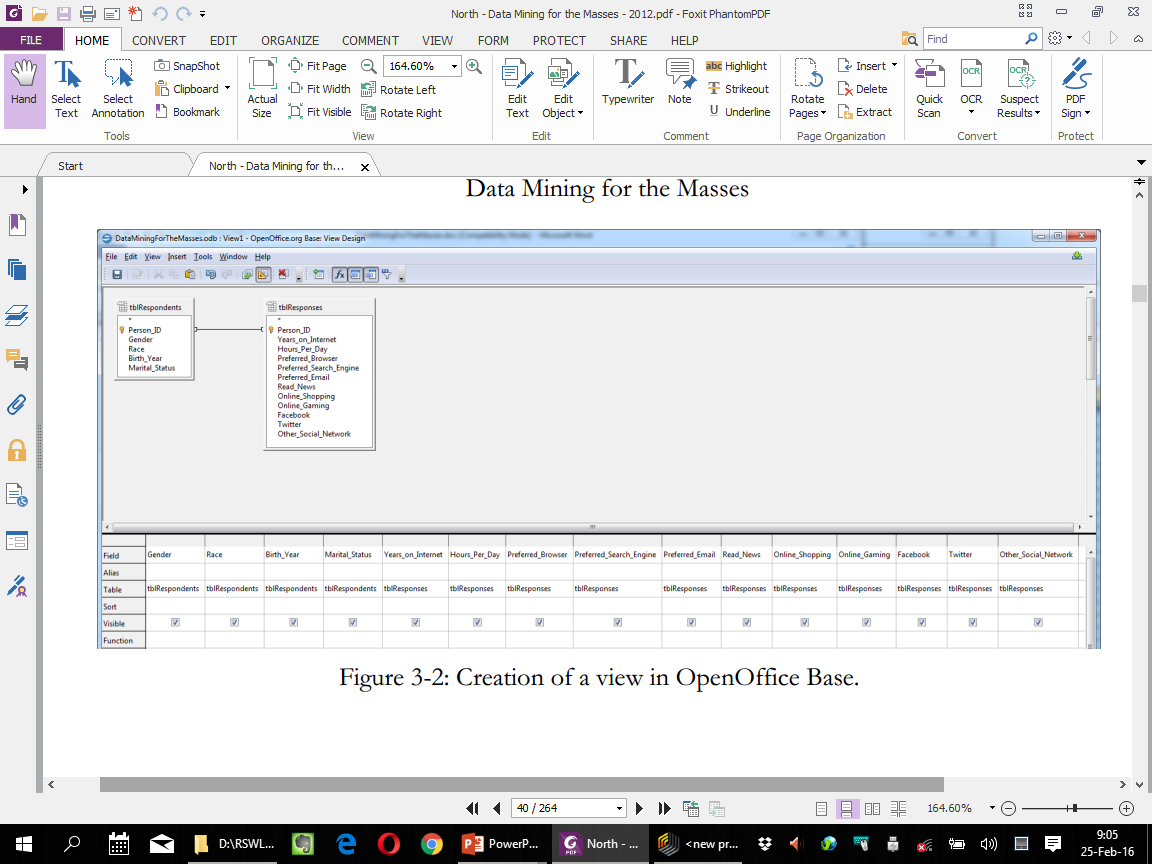 North - Data Mining for the Masses - 2012.pdf - Foxit PhantomPDF
FILE HOME CONVERT EDIT ORGANIZE COMMENT VIEW FORM PROTECT SHARE HELP Find
Hand
Select Text
Select Annotation
SnapShot
Clipboard
Bookmark
Tools
Actual Size
Fit Page
Fit Width
Fit Visible
164.60%
Rotate Left
Rotate Right
View
Edit Text
Edit Object
Edit
Typewriter
Note
abc Highlight
Strikeout
U Underline
Comment
Rotate Pages
Insert
Delete
Extract
Page Organization
Quick Scan
OCR
OCR
OCR
Suspect Results
Convert
PDF Sign
Protect
Start
North - Data Mining for th...
Data Mining for the Masses
DataMiningForTheMasses.odb : View1 - OpenOffice.org Base: View Design
File Edit View Insert Tools Window Help
tblRespondents
*
Person_ID
Gender
Race
Birth_Year
Marital_Status
tblResponses
*
Person_ID
Years_on_Internet
Hours_Per_Day
Preferred_Browser
Preferred_Search_Engine
Preferred_Email
Read_News
Online_Shopping
Online_Gaming
Facebook
Twitter
Other_Social_Network
Field Gender Race Birth_Year Marital_Status Years_on_Internet Hours_Per_Day Preferred_Browser Preferred_Search_Engine Preferred_Email Read_News Online_Shopping Online_Gaming Facebook Twitter Other_Social_Network
Alias
Table tblRespondents tblRespondents tblRespondents tblRespondents tblResponses tblResponses tblResponses tblResponses tblResponses tblResponses tblResponses tblResponses tblResponses tblResponses tblResponses
Sort
Visible
Function
Figure 3-2: Creation of a view in OpenOffice Base.
40 / 264
164.60%
D:\RSWL...
PowerP...
North - ...
<new pr...
9:05
25-Feb-16